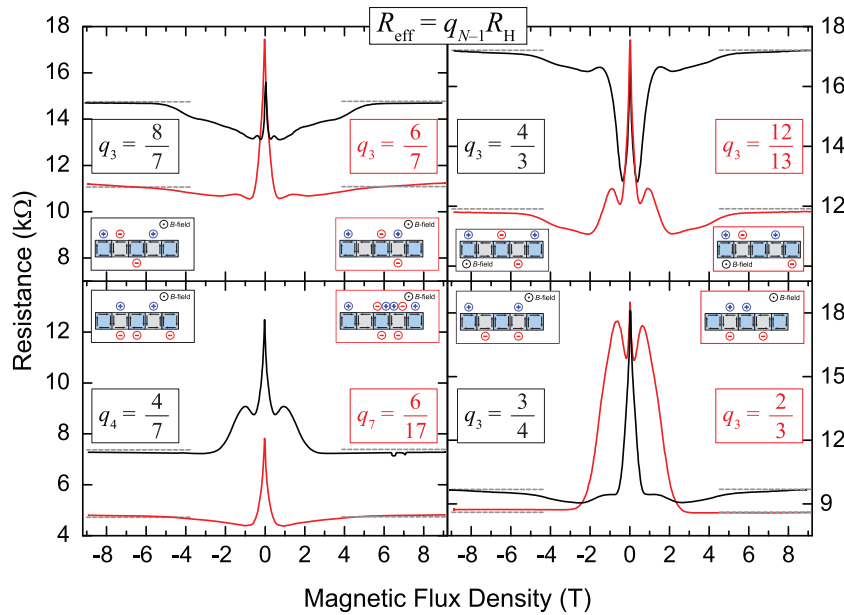 R_eff = q_{N–1}R_H
18
16
14
12
10
8
q_3 = 8/7
q_3 = 6/7
B-field
+ −
+
−
B-field
+ − +
−
18
16
14
12
q_3 = 4/3
q_3 = 12/13
+ − +
−
B-field
+ − +
−
B-field
Resistance (kΩ)
12
10
8
6
4
B-field
+ +
− − −
B-field
+ − + + − +
− −
q_4 = 4/7
q_7 = 6/17
18
15
12
9
B-field
+ +
− −
B-field
+ +
− −
q_3 = 3/4
q_3 = 2/3
-8 -6 -4 -2 0 2 4 6 8
-8 -6 -4 -2 0 2 4 6 8
Magnetic Flux Density (T)